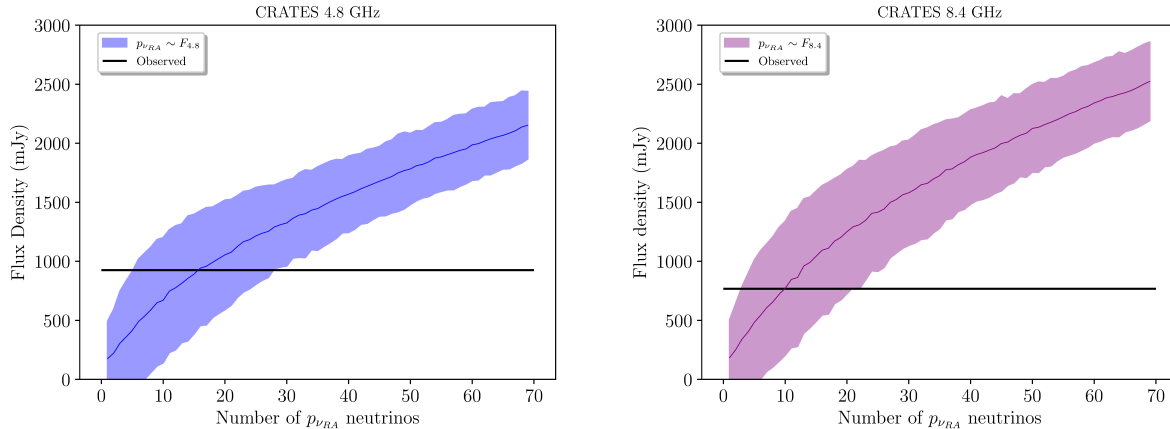 CRATES 4.8 GHz
3000
2500
2000
1500
1000
500
0
Flux Density (mJy)
p_{ν_{RA}} ∼ F_{4.8}
Observed
0 10 20 30 40 50 60 70
Number of p_{ν_{RA}} neutrinos
CRATES 8.4 GHz
3000
2500
2000
1500
1000
500
0
Flux density (mJy)
p_{ν_{RA}} ∼ F_{8.4}
Observed
0 10 20 30 40 50 60 70
Number of p_{ν_{RA}} neutrinos